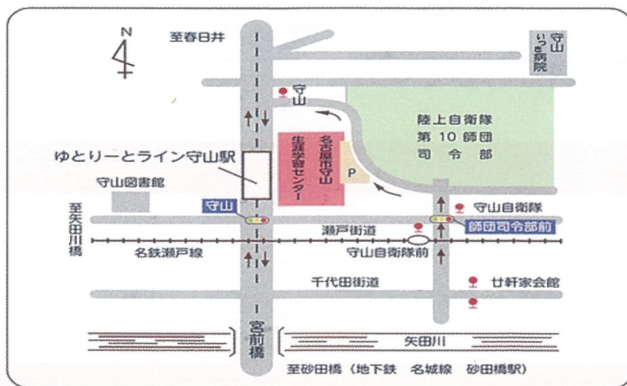 N
至春日井
守山
いつき病院
守山
陸上自衛隊
第10師団
司令部
名古屋市守山
生涯学習センター
P
ゆとりーとライン守山駅
守山図書館
守山
守山自衛隊
師団司令部前
至矢田川橋
瀬戸街道
名鉄瀬戸線
守山自衛隊前
千代田街道
廿軒家会館
宮前橋
矢田川
至砂田橋(地下鉄 名城線 砂田橋駅)